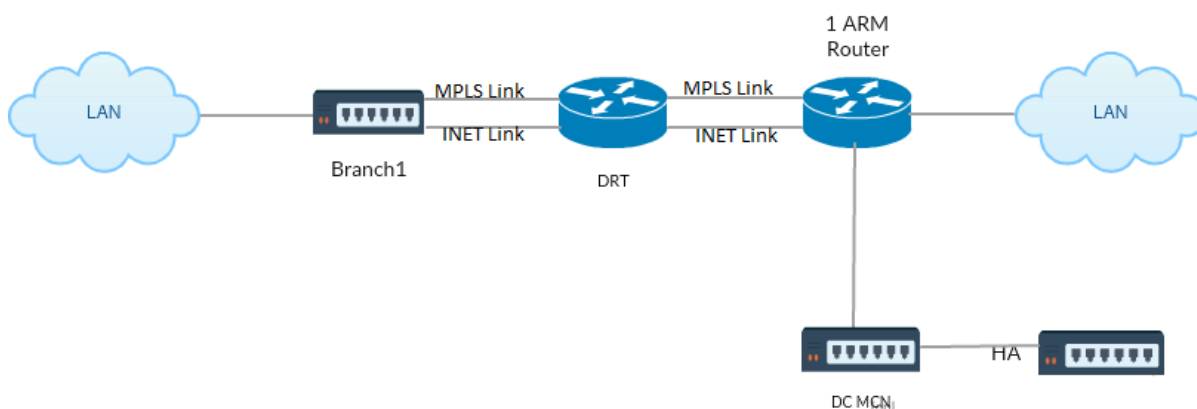 1 ARM
Router
LAN
MPLS Link
MPLS Link
LAN
INET Link
INET Link
Branch1
DRT
HA
DC MCN